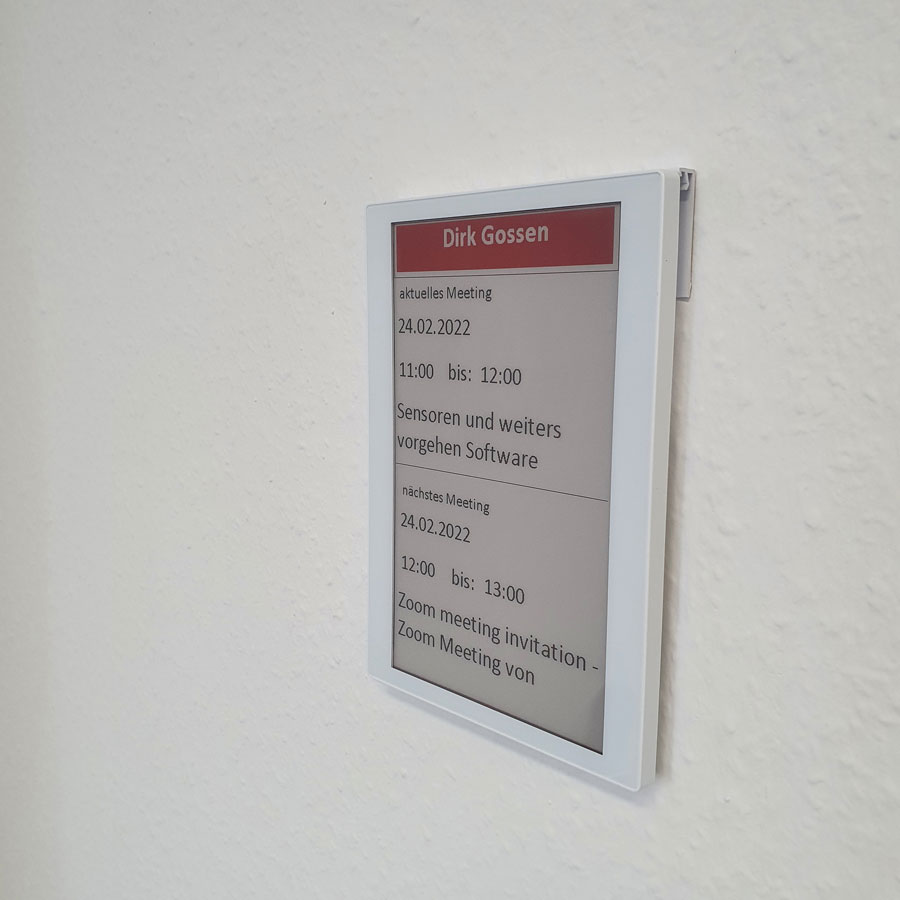 Dirk Gossen
aktuelles Meeting
24.02.2022
11:00 bis: 12:00
Sensoren und weiters
vorgehen Software
nächstes Meeting
24.02.2022
12:00 bis: 13:00
Zoom meeting invitation -
Zoom Meeting von